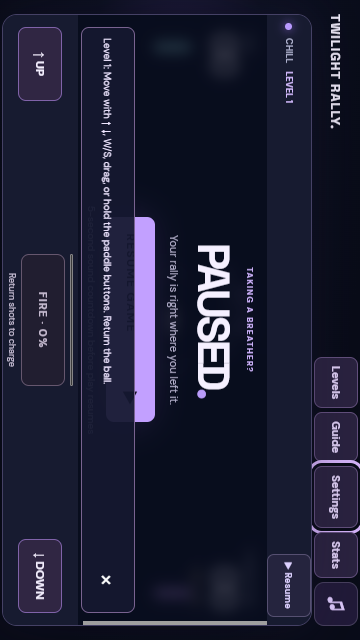 TWILIGHT RALLY.
Levels
Guide
Settings
Stats
CHILL LEVEL 1
Resume
TAKING A BREATHER?
PAUSED.
Your rally is right where you left it.
Level 1: Move with ↑ ↓, W/S, drag, or hold the paddle buttons. Return the ball.
×
↑ UP
FIRE · 0%
↓ DOWN
Return shots to charge